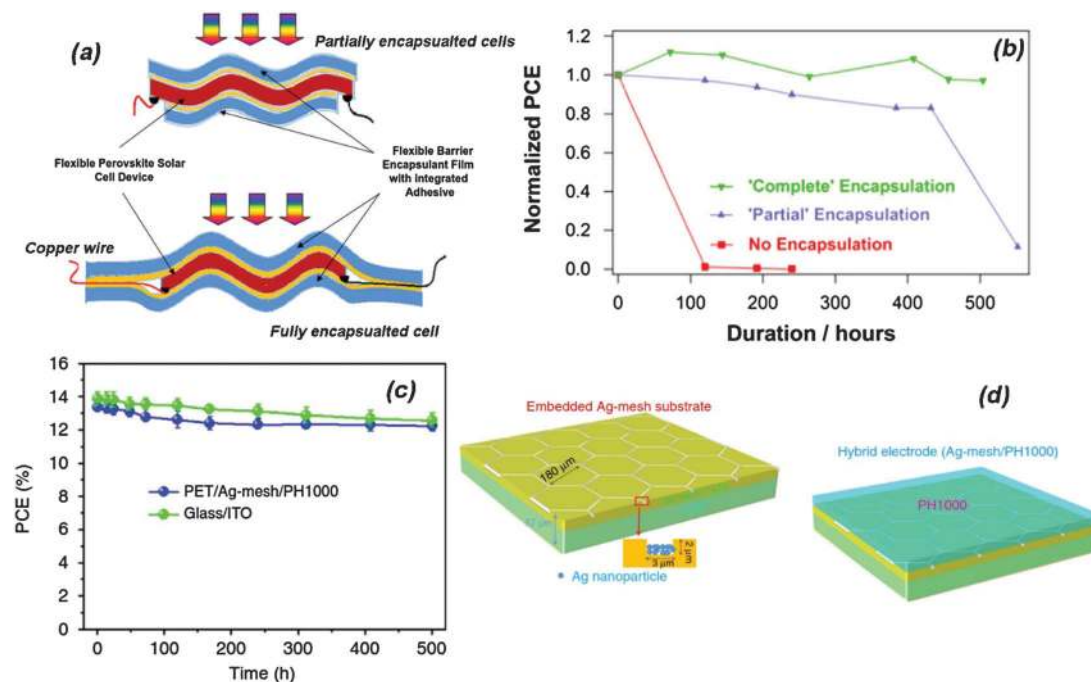 (a)
Partially encapsualted cells
Flexible Perovskite Solar
Cell Device
Flexible Barrier
Encapsulant Film
with Integrated
Adhesive
Copper wire
Fully encapsualted cell
(b)
Normalized PCE
1.2
1.0
0.8
0.6
0.4
0.2
0.0
'Complete' Encapsulation
'Partial' Encapsulation
No Encapsulation
0 100 200 300 400 500
Duration / hours
(c)
PCE (%)
16
14
12
10
8
6
4
2
0
PET/Ag-mesh/PH1000
Glass/ITO
0 100 200 300 400 500
Time (h)
(d)
Embedded Ag-mesh substrate
180 μm
2 μm
3 μm
Ag nanoparticle
Hybrid electrode (Ag-mesh/PH1000)
PH1000